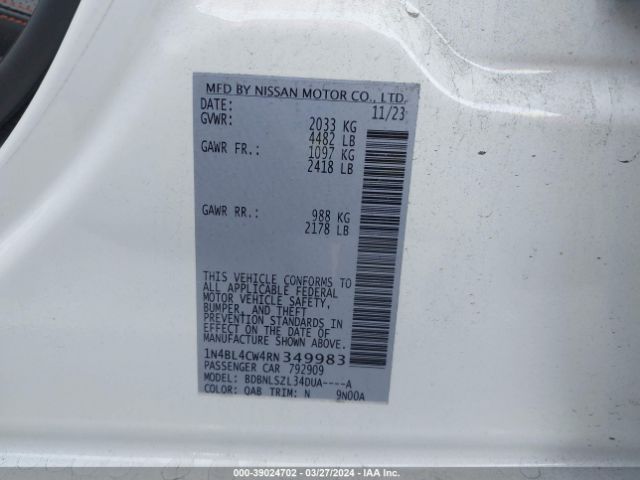 MFD BY NISSAN MOTOR CO., LTD.
DATE: 11/23
GVWR: 2033 KG
4482 LB
GAWR FR.: 1097 KG
2418 LB
GAWR RR.: 988 KG
2178 LB
THIS VEHICLE CONFORMS TO
ALL APPLICABLE FEDERAL
MOTOR VEHICLE SAFETY,
BUMPER, AND THEFT
PREVENTION STANDARDS IN
EFFECT ON THE DATE OF
MANUFACTURE SHOWN ABOVE.
1N4BL4CW4RN349983
PASSENGER CAR 792909
MODEL: BDBNLSZL34DUA----A
COLOR: QAB TRIM: N 9N00A
000-39024702 - 03/27/2024 - IAA Inc.